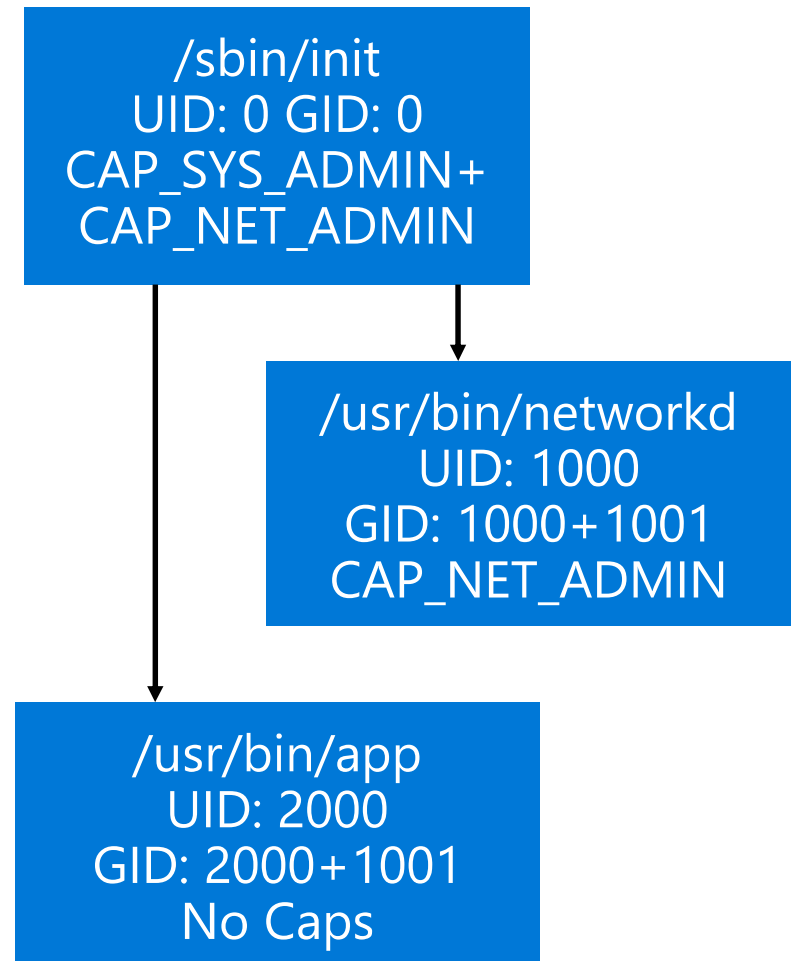 /sbin/init
UID: 0 GID: 0
CAP_SYS_ADMIN+
CAP_NET_ADMIN
/usr/bin/networkd
UID: 1000
GID: 1000+1001
CAP_NET_ADMIN
/usr/bin/app
UID: 2000
GID: 2000+1001
No Caps